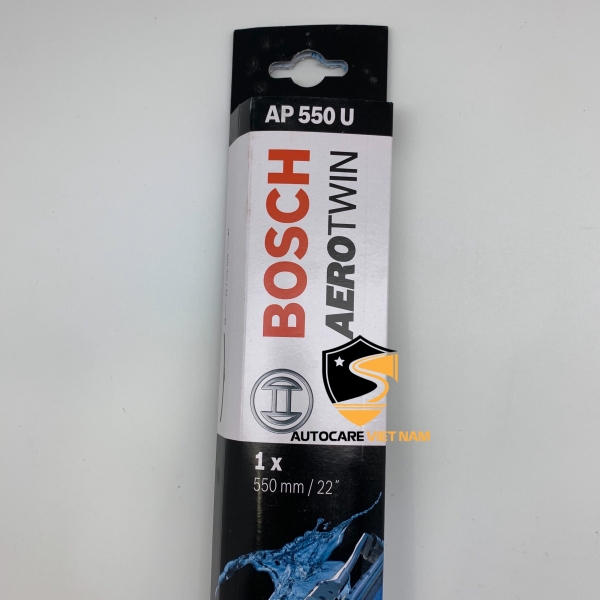 AP 550 U
BOSCH
AEROTWIN
AUTOCARE VIET NAM
1 x
550 mm / 22"